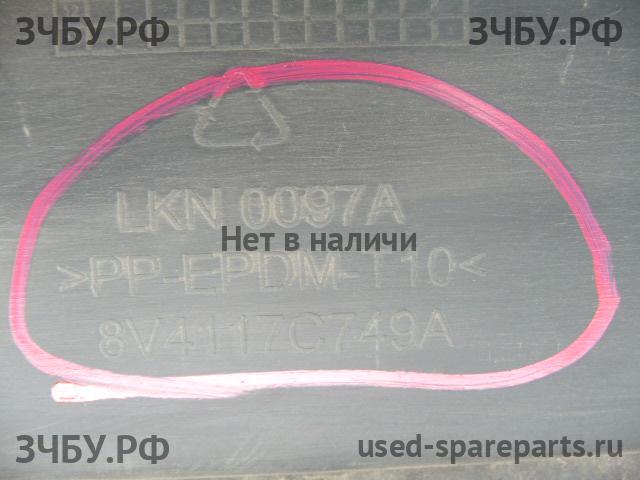 ЗЧБУ.РФ ЗЧБУ.РФ
LKN 0097A
Нет в наличи
>PP-EPDM-T10<
8V4117C749A
ЗЧБУ.РФ used-spareparts.ru